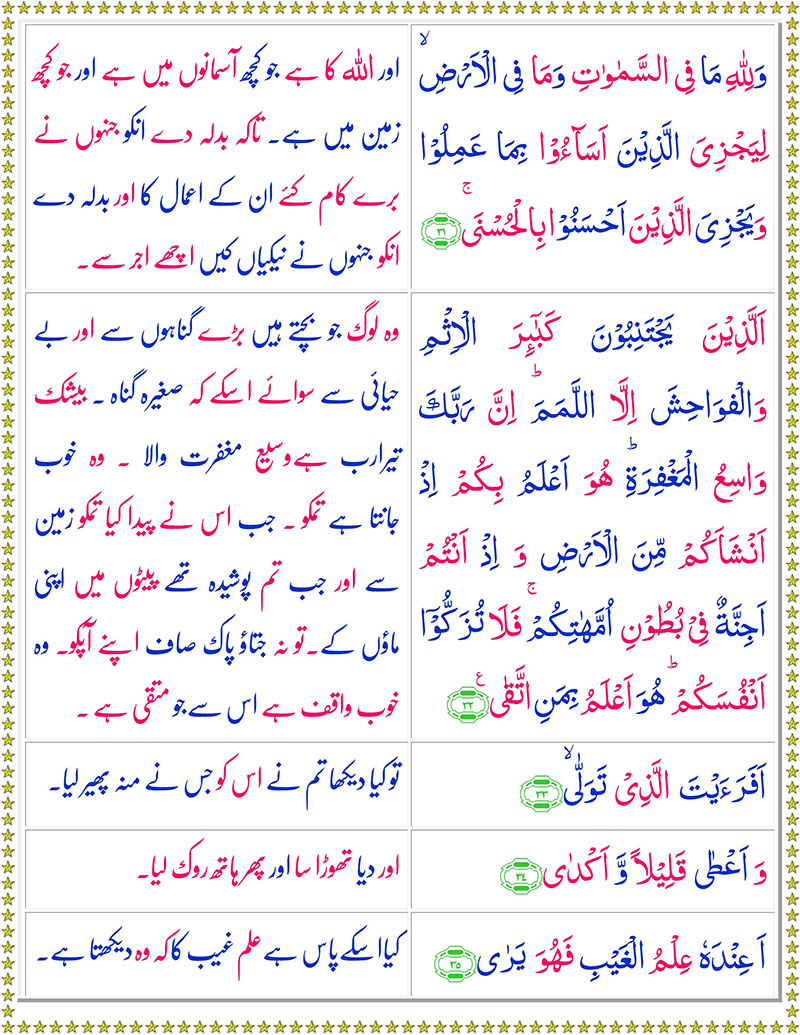 وَلِلّٰهِ مَا فِی السَّمٰوٰتِ وَمَا فِی الْاَرْضِ ۙ
لِیَجْزِیَ الَّذِیْنَ اَسَآءُوْا بِمَا عَمِلُوْا
وَیَجْزِیَ الَّذِیْنَ اَحْسَنُوْا بِالْحُسْنَی ۚ ﴿۳۱﴾
اور اللہ کا ہے جو کچھ آسمانوں میں ہے اور جو کچھ
زمین میں ہے۔ تاکہ بدلہ دے انکو جنہوں نے
برے کام کئے ان کے اعمال کا اور بدلہ دے
انکو جنہوں نے نیکیاں کیں اچھے اجر سے۔
اَلَّذِیْنَ یَجْتَنِبُوْنَ كَبٰٓئِرَ الْاِثْمِ
وَالْفَوَاحِشَ اِلَّا اللَّمَمَ ؕ اِنَّ رَبَّكَ
وَاسِعُ الْمَغْفِرَةِ ؕ هُوَ اَعْلَمُ بِكُمْ اِذْ
اَنْشَاَكُمْ مِّنَ الْاَرْضِ وَ اِذْ اَنْتُمْ
اَجِنَّةٌ فِیْ بُطُوْنِ اُمَّهٰتِكُمْ ۚ فَلَا تُزَكُّوْۤا
اَنْفُسَكُمْ ؕ هُوَ اَعْلَمُ بِمَنِ اتَّقٰی ۧ ﴿۳۲﴾
وہ لوگ جو بچتے ہیں بڑے گناہوں سے اور بے
حیائی سے سوائے اسکے کہ صغیرہ گناہ ۔ بیشک
تیرا رب ہے وسیع مغفرت والا ۔ وہ خوب
جانتا ہے تمکو ۔ جب اس نے پیدا کیا تمکو زمین
سے اور جب تم پوشیدہ تھے پیٹوں میں اپنی
ماؤں کے۔ تو نہ جتاؤ پاک صاف اپنے آپکو۔ وہ
خوب واقف ہے اس سے جو متقی ہے ۔
اَفَرَءَیْتَ الَّذِیْ تَوَلّٰی ۙ ﴿۳۳﴾
تو کیا دیکھا تم نے اس کو جس نے منہ پھیر لیا۔
وَ اَعْطٰی قَلِیْلًا وَّ اَكْدٰی ﴿۳۴﴾
اور دیا تھوڑا سا اور پھر ہاتھ روک لیا۔
اَعِنْدَهٗ عِلْمُ الْغَیْبِ فَهُوَ یَرٰی ﴿۳۵﴾
کیا اسکے پاس ہے علم غیب کا کہ وہ دیکھتا ہے۔